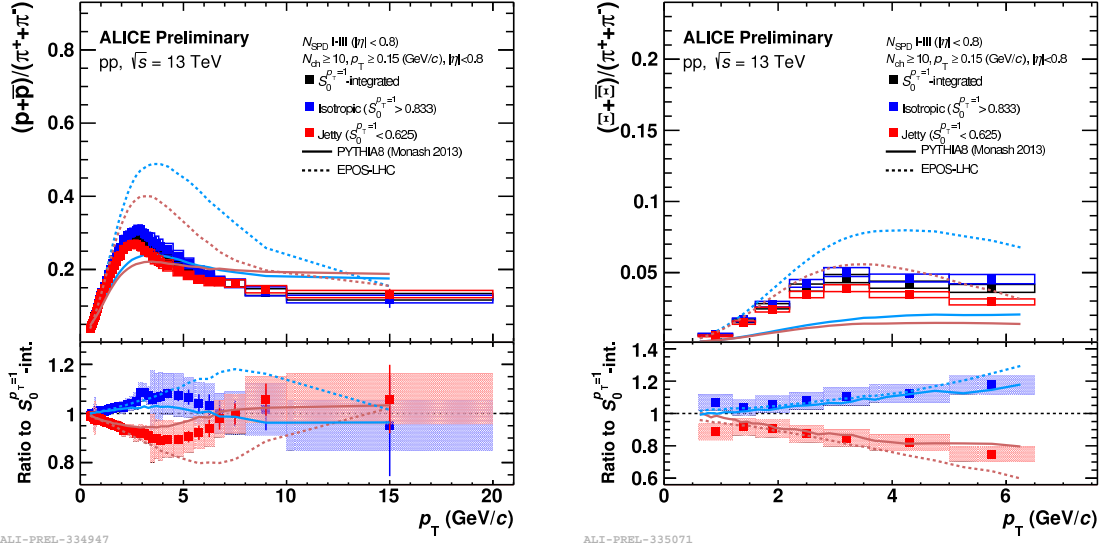 ALICE Preliminary
pp, √s = 13 TeV
N_SPD I-III (|η| < 0.8)
N_ch ≥ 10, p_T ≥ 0.15 (GeV/c), |η|<0.8
S_0^{p_T=1}-integrated
Isotropic (S_0^{p_T=1} > 0.833)
Jetty (S_0^{p_T=1} < 0.625)
PYTHIA8 (Monash 2013)
EPOS-LHC
(p+p̅)/(π⁺+π⁻)
0.8
0.6
0.4
0.2
Ratio to S_0^{p_T=1}-int.
1.2
1
0.8
0 5 10 15 20
p_T (GeV/c)
ALI-PREL-334947
ALICE Preliminary
pp, √s = 13 TeV
N_SPD I-III (|η| < 0.8)
N_ch ≥ 10, p_T ≥ 0.15 (GeV/c), |η|<0.8
S_0^{p_T=1}-integrated
Isotropic (S_0^{p_T=1} > 0.833)
Jetty (S_0^{p_T=1} < 0.625)
PYTHIA8 (Monash 2013)
EPOS-LHC
(Ξ+Ξ̅)/(π⁺+π⁻)
0.2
0.15
0.1
0.05
Ratio to S_0^{p_T=1}-int.
1.4
1.2
1
0.8
0.6
0 2 4 6
p_T (GeV/c)
ALI-PREL-335071